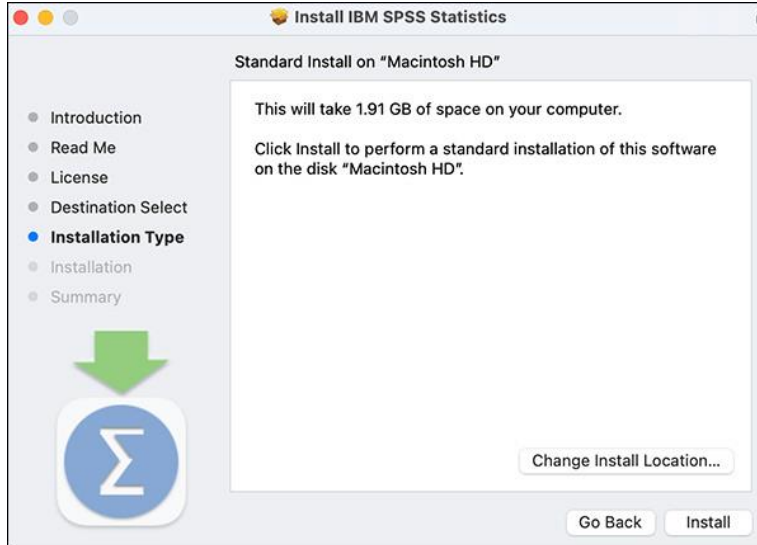 Install IBM SPSS Statistics
Standard Install on “Macintosh HD”
Introduction
Read Me
License
Destination Select
Installation Type
Installation
Summary
This will take 1.91 GB of space on your computer.
Click Install to perform a standard installation of this software
on the disk “Macintosh HD”.
Σ
Change Install Location...
Go Back
Install